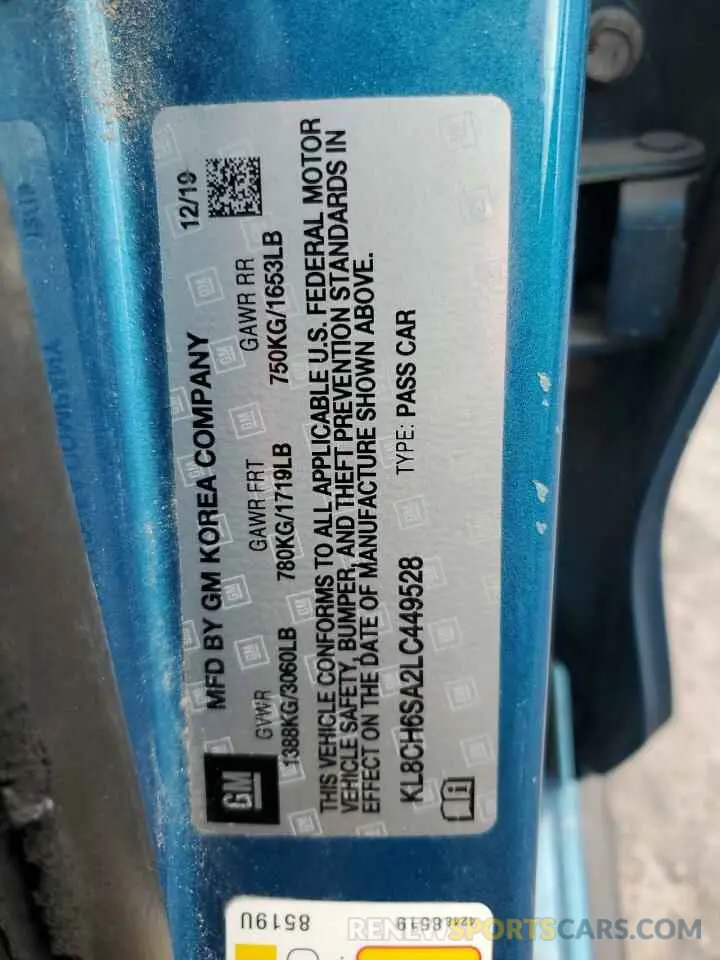 MFD BY GM KOREA COMPANY 12/19
GVWR GAWR FRT GAWR RR
1388KG/3060LB 780KG/1719LB 750KG/1653LB
THIS VEHICLE CONFORMS TO ALL APPLICABLE U.S. FEDERAL MOTOR
VEHICLE SAFETY, BUMPER, AND THEFT PREVENTION STANDARDS IN
EFFECT ON THE DATE OF MANUFACTURE SHOWN ABOVE.
KL8CH6SA2LC449528 TYPE: PASS CAR
GM
8519U
RENEWSPORTSCARS.COM